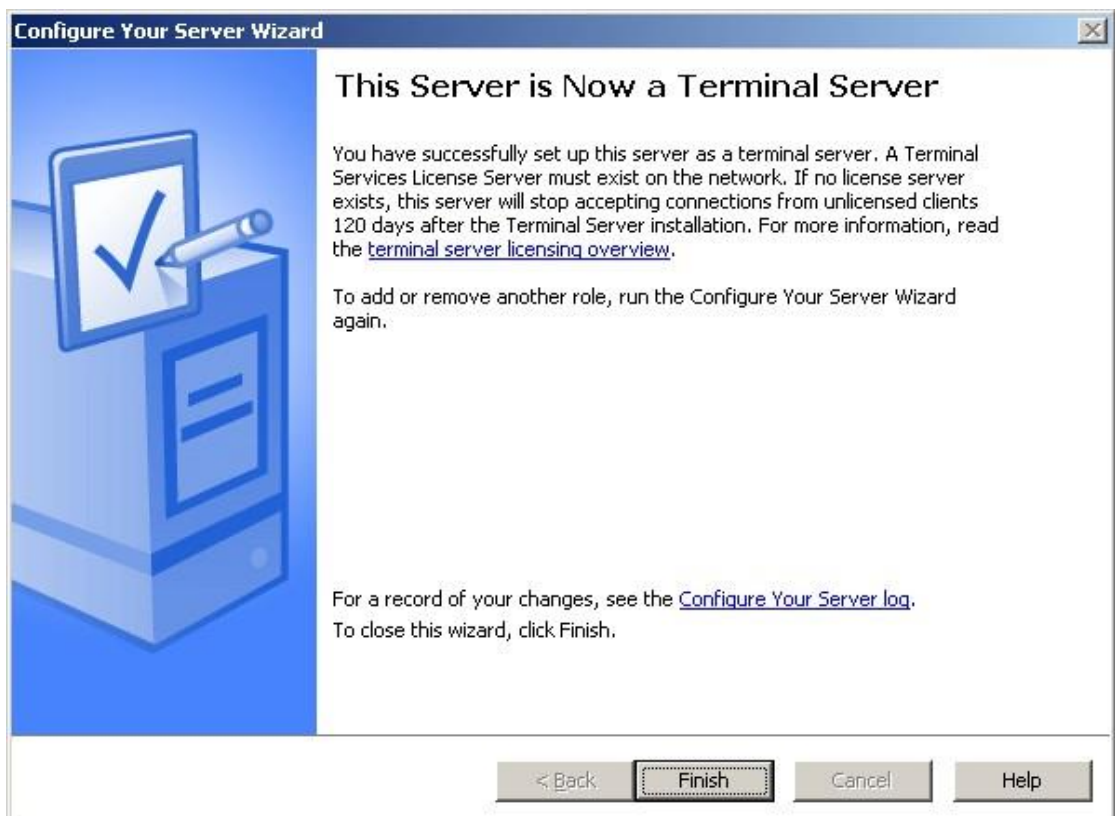 Configure Your Server Wizard
This Server is Now a Terminal Server
You have successfully set up this server as a terminal server. A Terminal
Services License Server must exist on the network. If no license server
exists, this server will stop accepting connections from unlicensed clients
120 days after the Terminal Server installation. For more information, read
the terminal server licensing overview.
To add or remove another role, run the Configure Your Server Wizard
again.
For a record of your changes, see the Configure Your Server log.
To close this wizard, click Finish.
< Back Finish Cancel Help